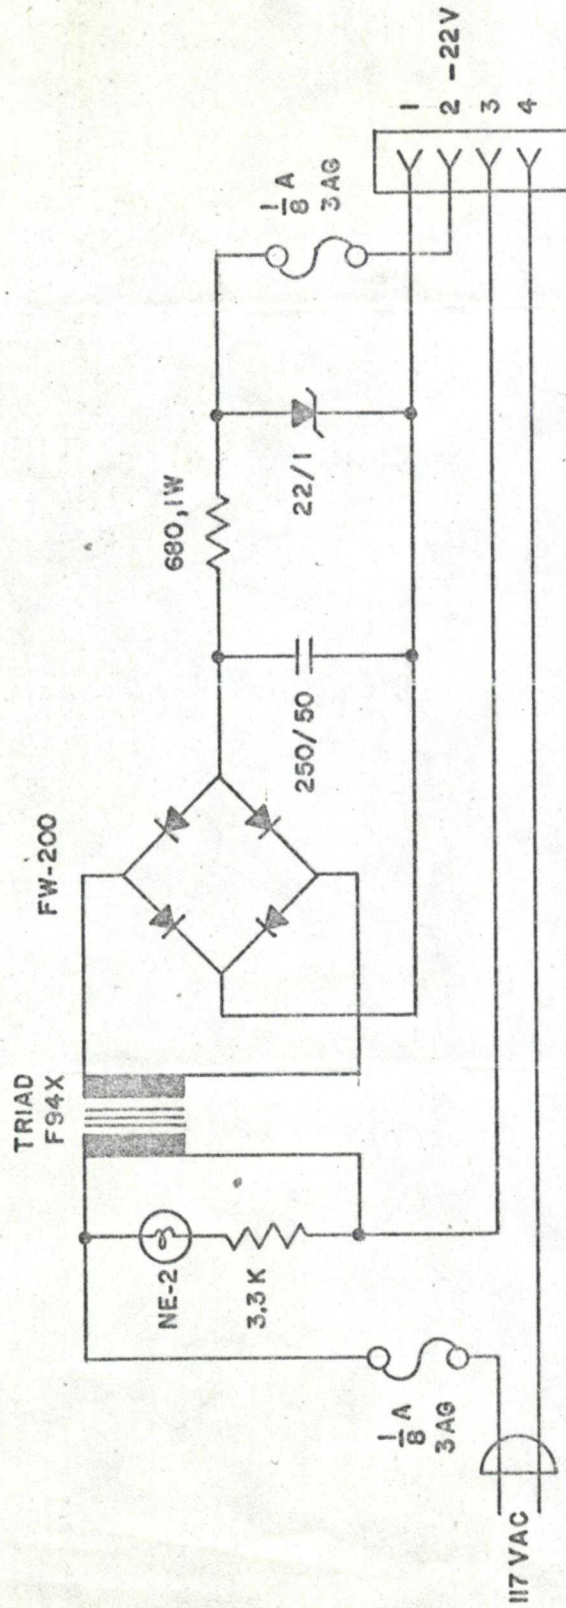 TRIAD
F94X
FW-200
680, 1W
1/8 A
3 AG
1
2 -22V
3
4
NE-2
3.3K
250/50
22/1
1/8 A
3AG
117 VAC